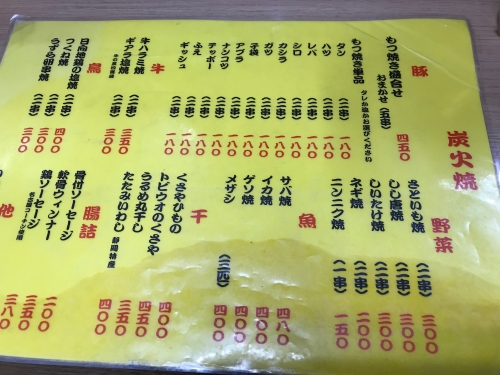 炭火焼
豚
もつ焼き盛合せ
おまかせ(五串) 四五〇
もつ焼き単品
タレか塩かお選びください
タン (二串) 一八〇
ハツ (二串) 一八〇
レバ (二串) 一八〇
シロ (二串) 一八〇
カシラ (二串) 一八〇
ガツ (二串) 一八〇
子袋 (二串) 一八〇
アブラ (二串) 一八〇
ナンコツ (二串) 一八〇
テッポー (二串) 一八〇
ふえ (二串) 一八〇
ギッシュ (二串) 一八〇
牛
牛ハラミ焼 (二串) 三五〇
ギアラ塩焼 (二串) 三〇〇
鳥
日向地鶏の塩焼 四〇〇
つくね焼 (二串) 三〇〇
うずら卵串焼 (二串) 三〇〇
野菜
さといも焼 (二串) 三〇〇
しし唐焼 (二串) 三〇〇
しいたけ焼 (二串) 三〇〇
ネギ焼 (二串) 三〇〇
ニンニク焼 (一串) 一五〇
魚
サバ焼 四八〇
イカ焼 四五〇
ゲソ焼 四〇〇
メザシ (三匹) 四〇〇
干
くさやひもの 四〇〇
トビウオのくさや 四五〇
うるめ丸干し 四五〇
たたみいわし 静岡特産 三五〇
腸詰
骨付ソーセージ 二〇〇
軟骨ウィンナー 三五〇
鶏ソーセージ 三八〇
名古屋コーチン使用
他